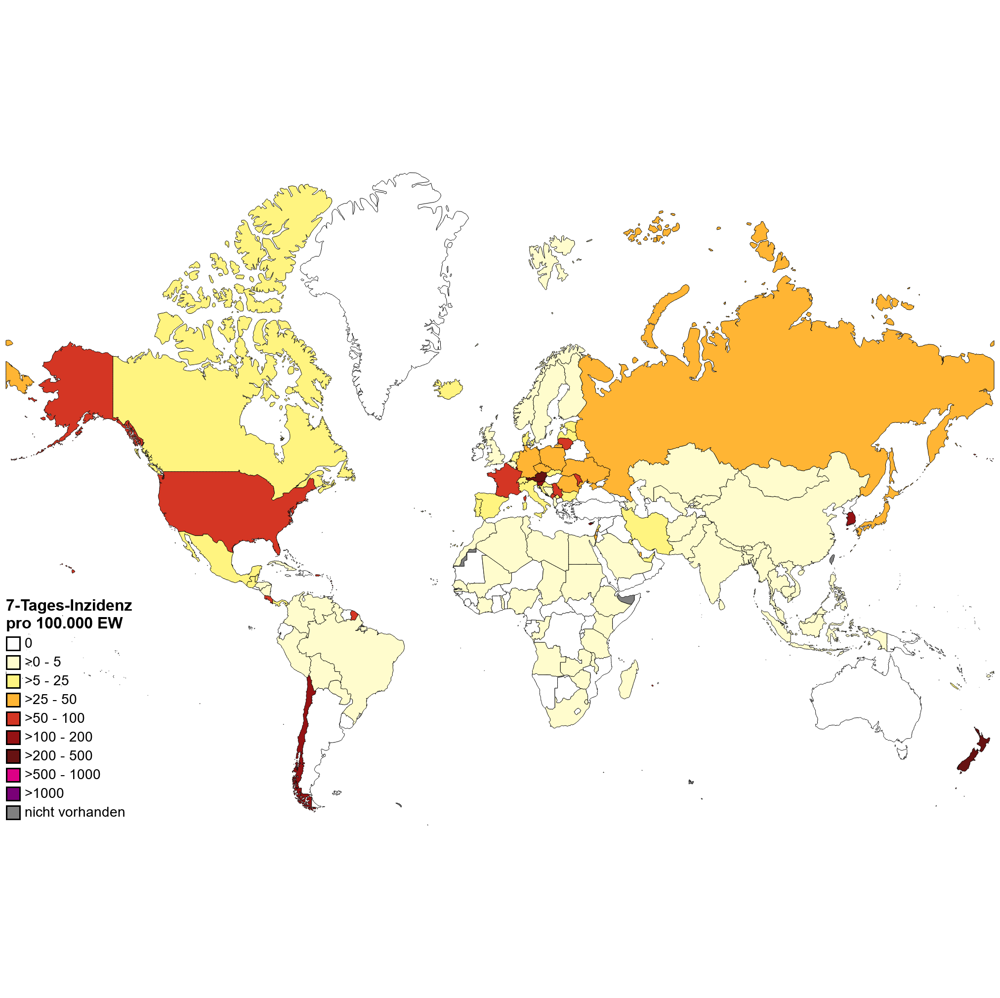 7-Tages-Inzidenz
pro 100.000 EW
0
>0 - 5
>5 - 25
>25 - 50
>50 - 100
>100 - 200
>200 - 500
>500 - 1000
>1000
nicht vorhanden